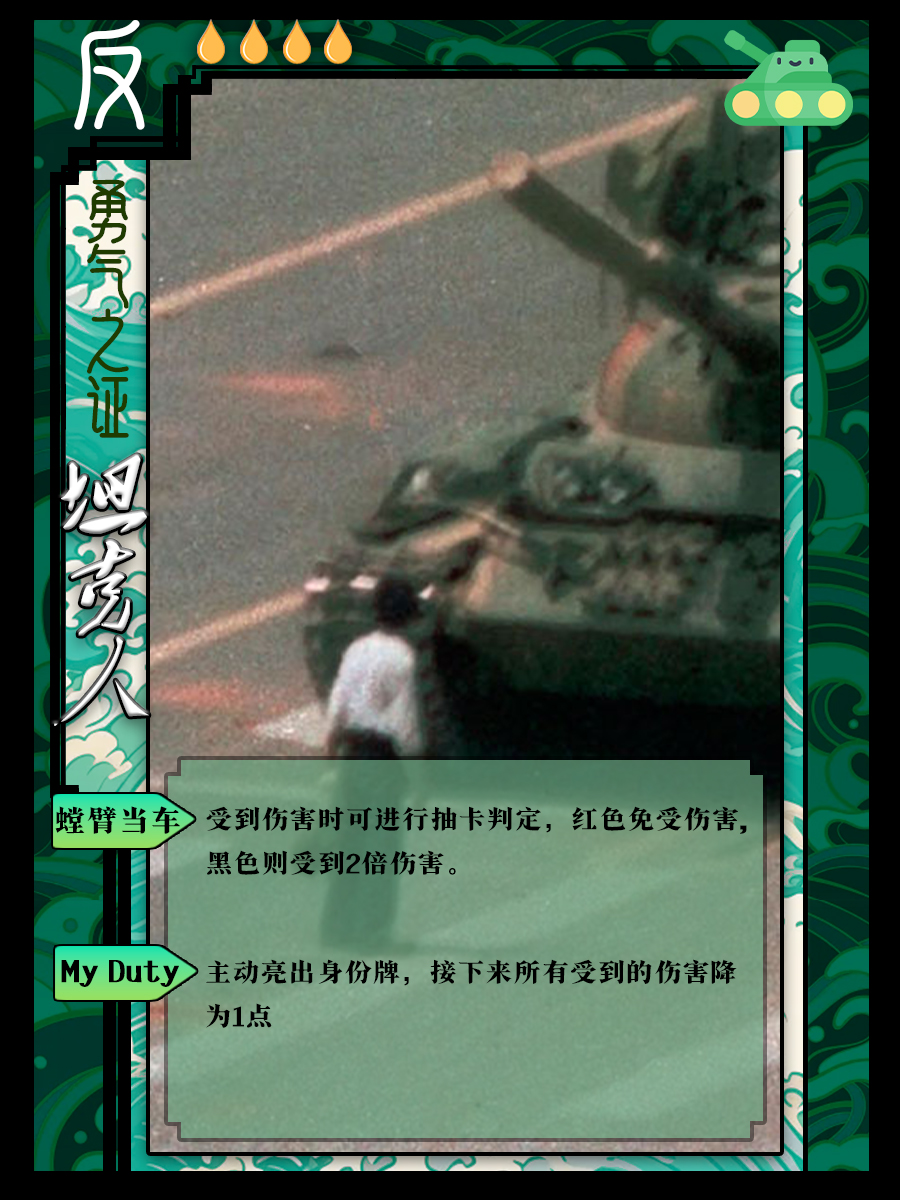 反
勇气之证
坦克人
螳臂当车
受到伤害时可进行抽卡判定，红色免受伤害，
黑色则受到2倍伤害。
My Duty
主动亮出身份牌，接下来所有受到的伤害降
为1点